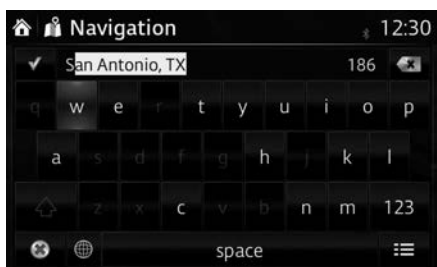 Navigation 12:30
San Antonio, TX 186
q w e r t y u i o p
a s d f g h j k l
z x c v b n m 123
space